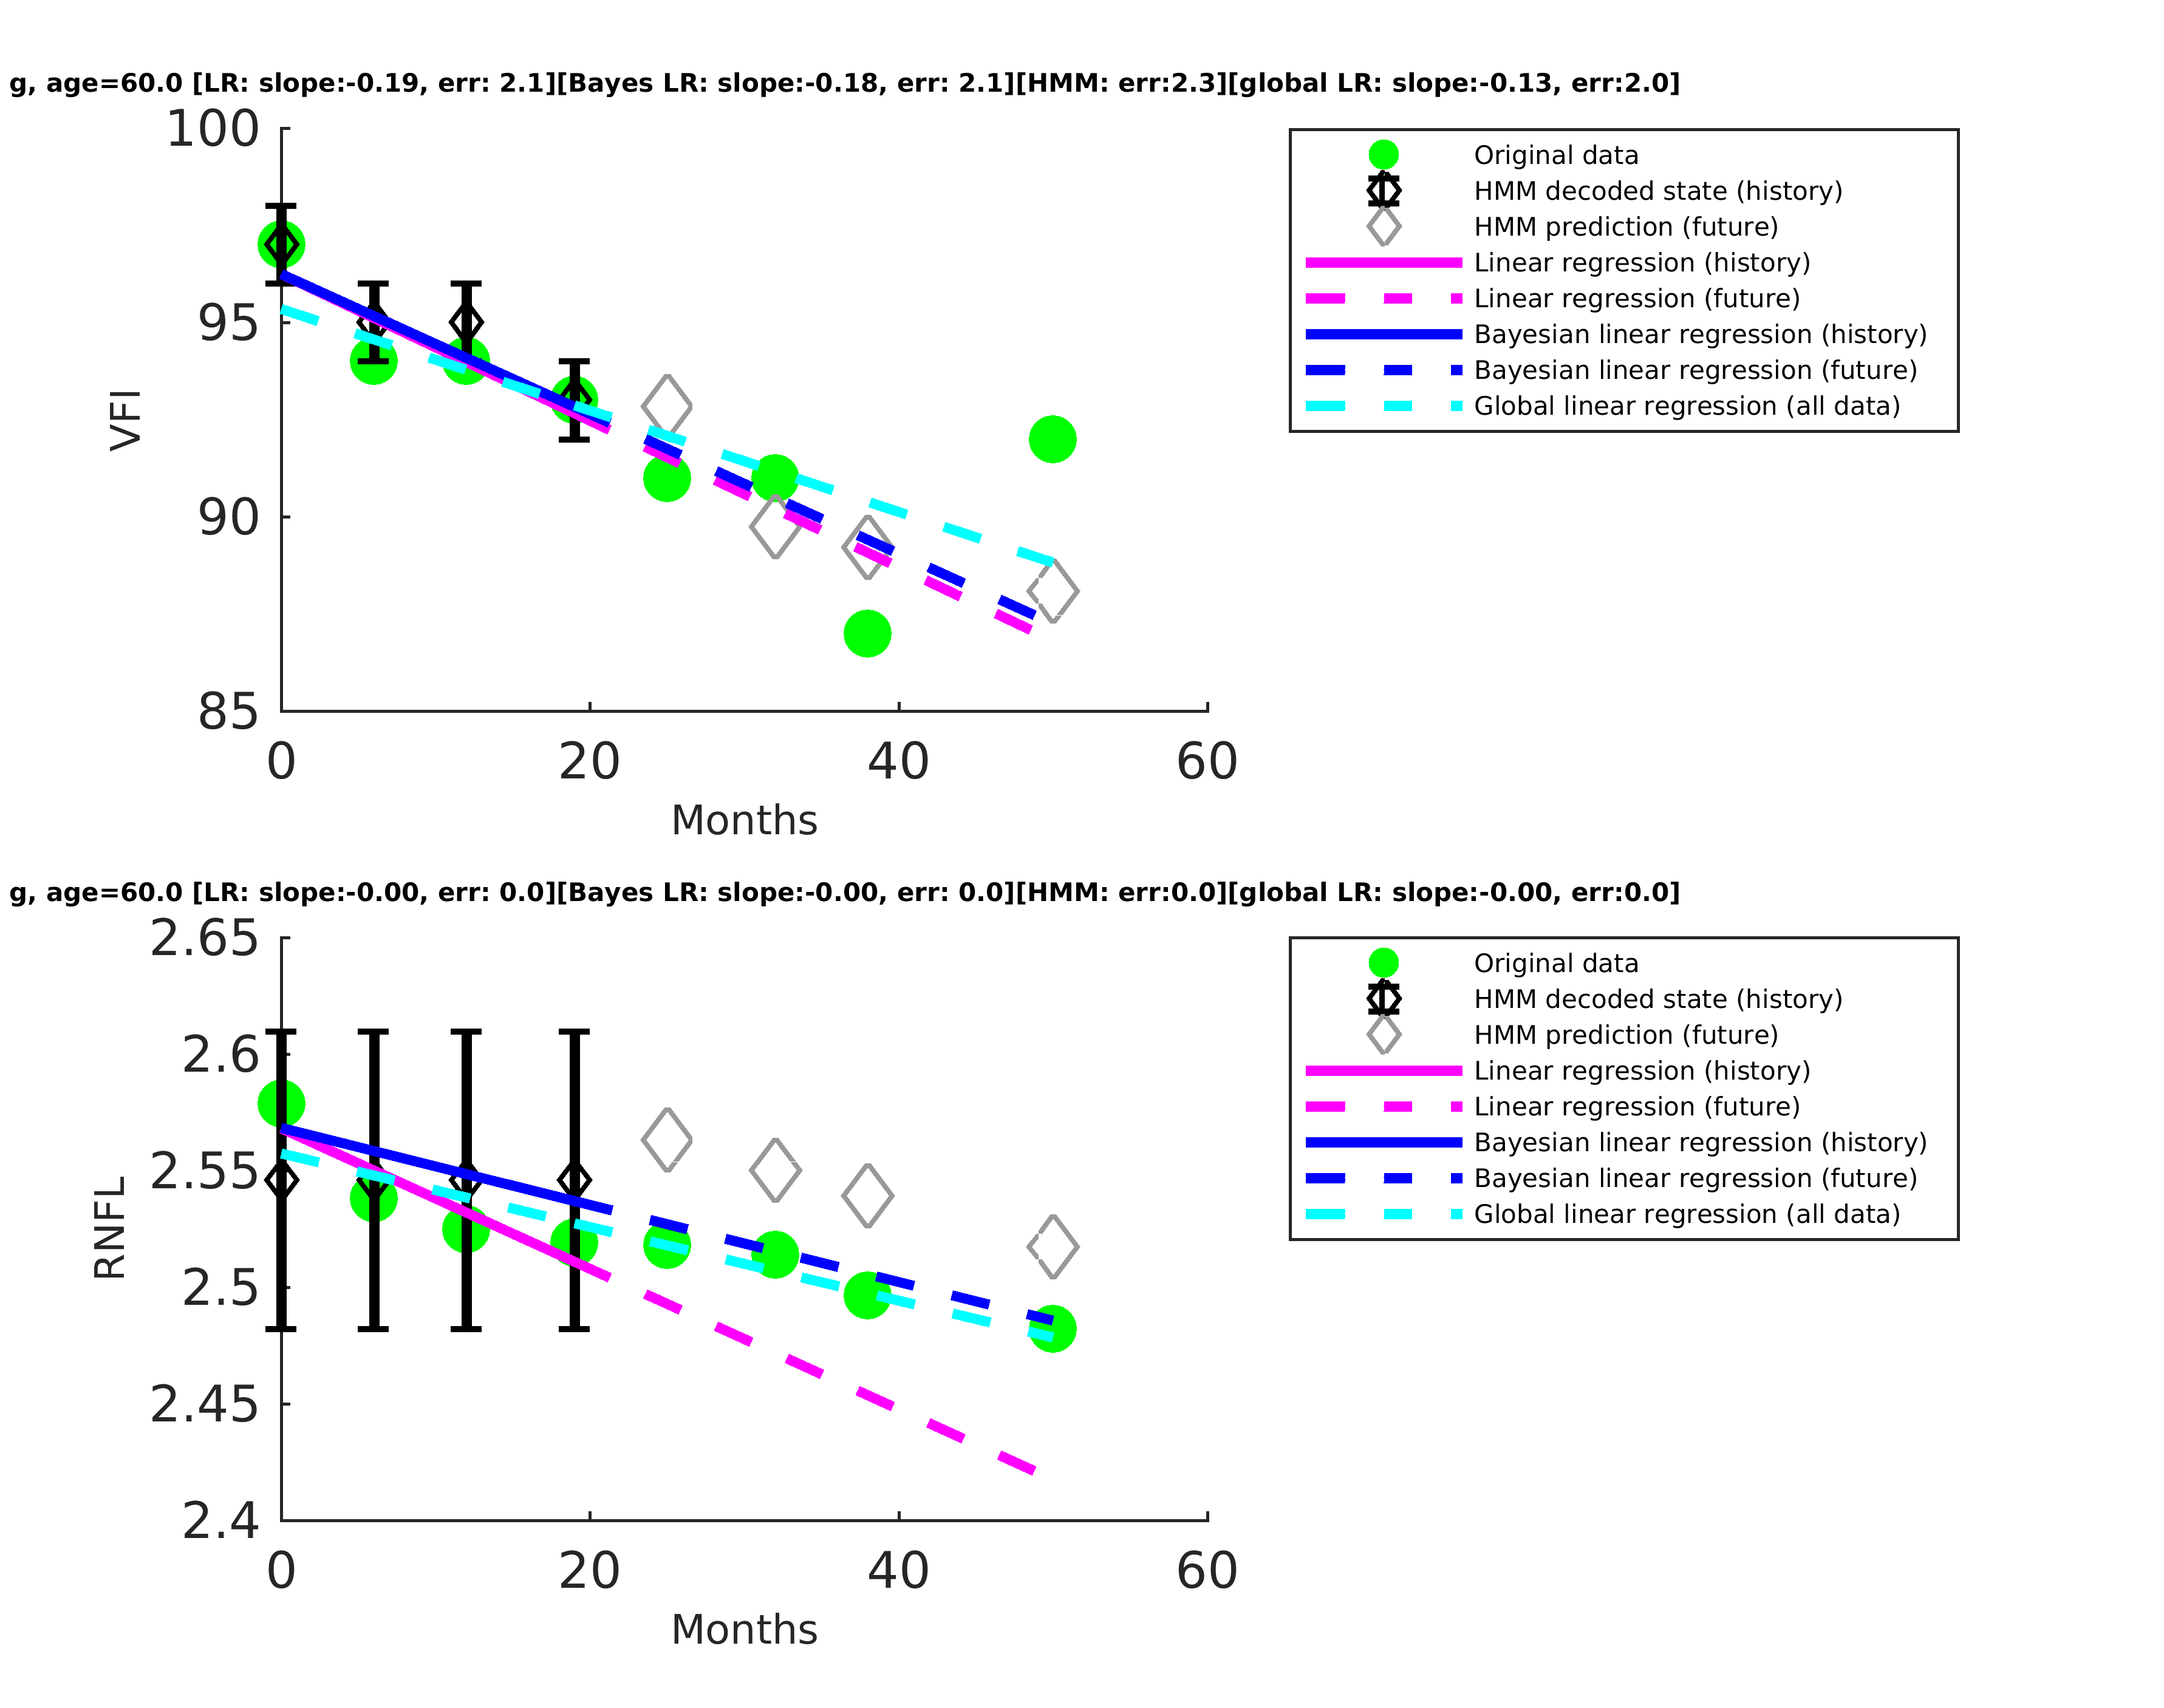 g, age=60.0 [LR: slope:-0.19, err: 2.1][Bayes LR: slope:-0.18, err: 2.1][HMM: err:2.3][global LR: slope:-0.13, err:2.0]
100
95
90
85
VFI
0 20 40 60
Months
Original data
HMM decoded state (history)
HMM prediction (future)
Linear regression (history)
Linear regression (future)
Bayesian linear regression (history)
Bayesian linear regression (future)
Global linear regression (all data)
g, age=60.0 [LR: slope:-0.00, err: 0.0][Bayes LR: slope:-0.00, err: 0.0][HMM: err:0.0][global LR: slope:-0.00, err:0.0]
2.65
2.6
2.55
2.5
2.45
2.4
RNFL
0 20 40 60
Months
Original data
HMM decoded state (history)
HMM prediction (future)
Linear regression (history)
Linear regression (future)
Bayesian linear regression (history)
Bayesian linear regression (future)
Global linear regression (all data)